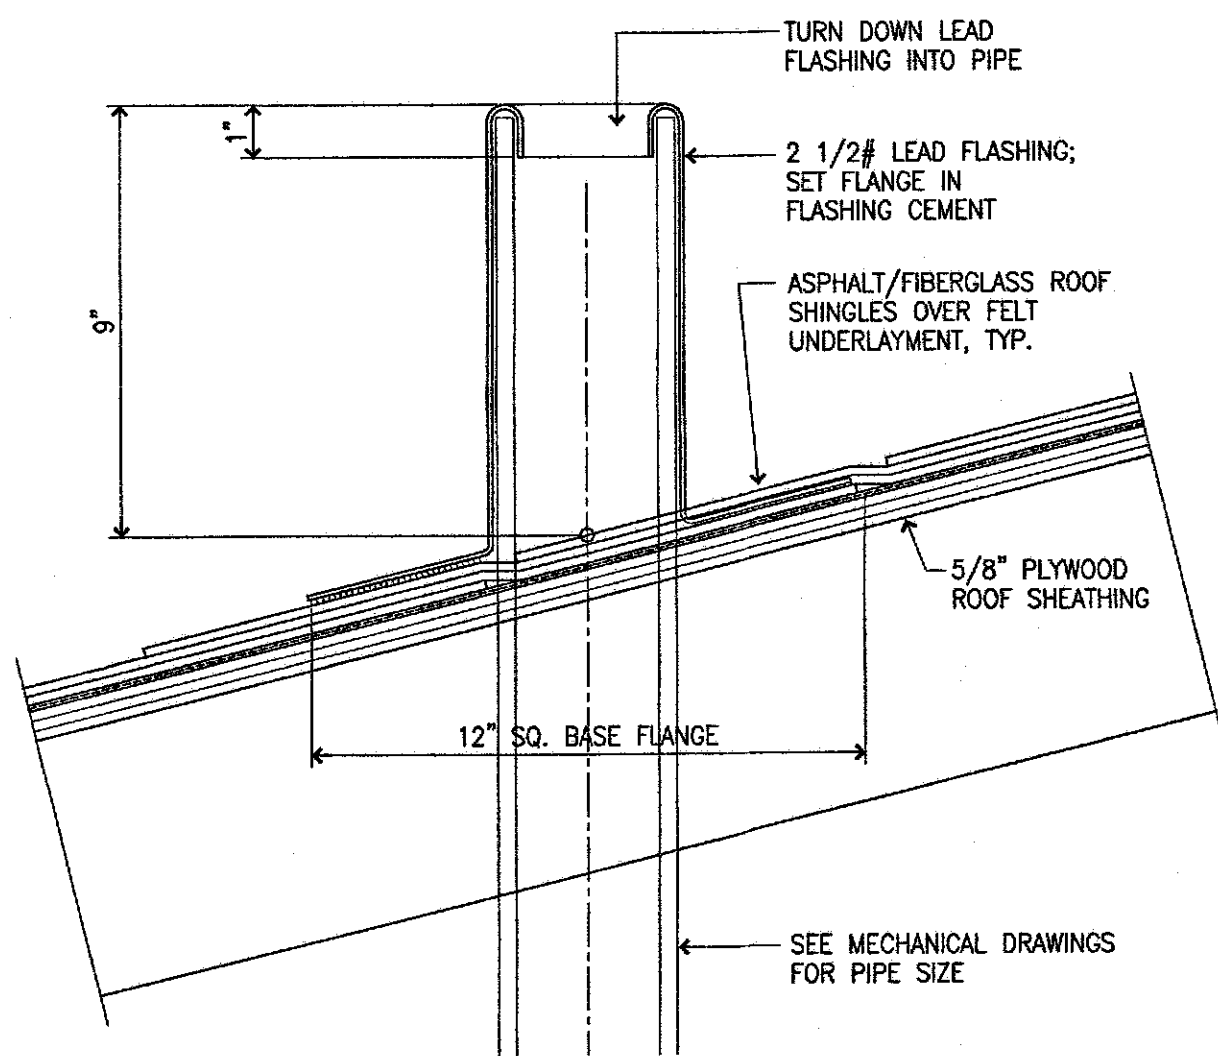 TURN DOWN LEAD
FLASHING INTO PIPE
1"
2 1/2# LEAD FLASHING;
SET FLANGE IN
FLASHING CEMENT
9"
ASPHALT/FIBERGLASS ROOF
SHINGLES OVER FELT
UNDERLAYMENT, TYP.
5/8" PLYWOOD
ROOF SHEATHING
12" SQ. BASE FLANGE
SEE MECHANICAL DRAWINGS
FOR PIPE SIZE